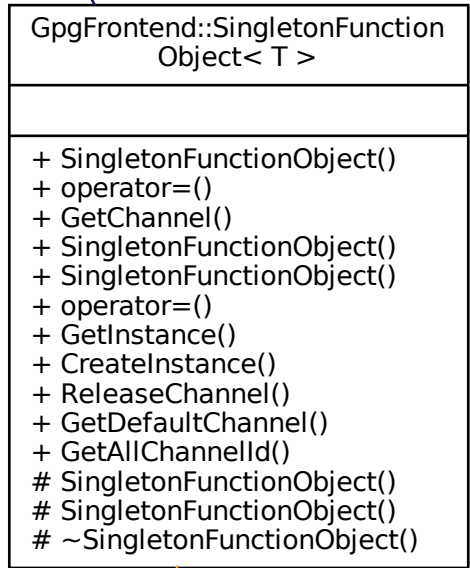 GpgFrontend::SingletonFunction
Object< T >
+ SingletonFunctionObject()
+ operator=()
+ GetChannel()
+ SingletonFunctionObject()
+ SingletonFunctionObject()
+ operator=()
+ GetInstance()
+ CreateInstance()
+ ReleaseChannel()
+ GetDefaultChannel()
+ GetAllChannelId()
# SingletonFunctionObject()
# SingletonFunctionObject()
# ~SingletonFunctionObject()